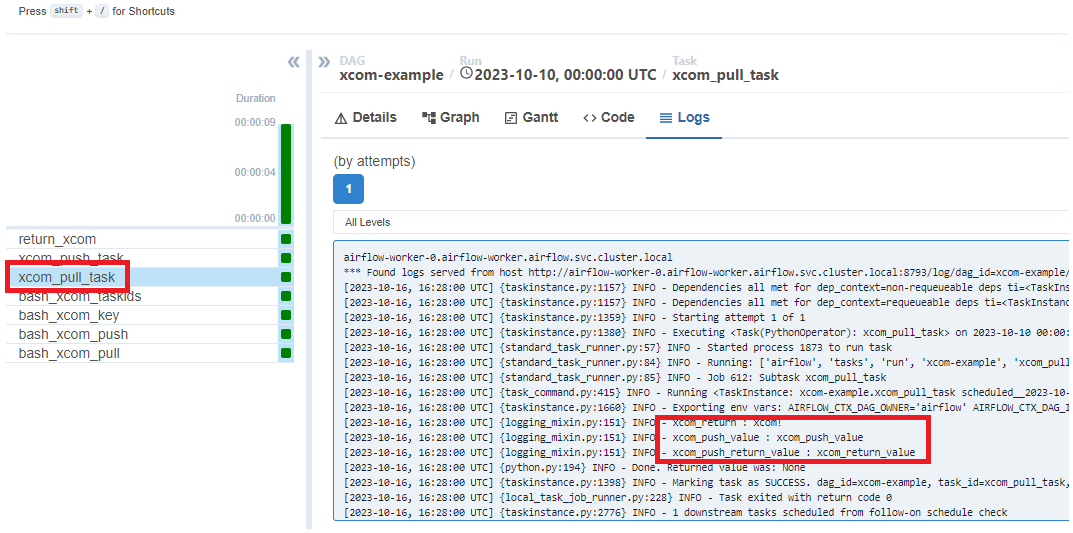 Press shift + / for Shortcuts
« » DAG Run Task
xcom-example / 2023-10-10, 00:00:00 UTC / xcom_pull_task
Duration
00:00:09
00:00:04
00:00:00
Details Graph Gantt <> Code Logs
(by attempts)
1
All Levels
return_xcom
xcom_push_task
xcom_pull_task
bash_xcom_taskids
bash_xcom_key
bash_xcom_push
bash_xcom_pull
airflow-worker-0.airflow-worker.airflow.svc.cluster.local
*** Found logs served from host http://airflow-worker-0.airflow-worker.airflow.svc.cluster.local:8793/log/dag_id=xcom-example/
[2023-10-16, 16:28:00 UTC] {taskinstance.py:1157} INFO - Dependencies all met for dep_context=non-requeueable deps ti=<TaskInstan
[2023-10-16, 16:28:00 UTC] {taskinstance.py:1157} INFO - Dependencies all met for dep_context=requeueable deps ti=<TaskInstance
[2023-10-16, 16:28:00 UTC] {taskinstance.py:1359} INFO - Starting attempt 1 of 1
[2023-10-16, 16:28:00 UTC] {taskinstance.py:1380} INFO - Executing <Task(PythonOperator): xcom_pull_task> on 2023-10-10 00:00:
[2023-10-16, 16:28:00 UTC] {standard_task_runner.py:57} INFO - Started process 1873 to run task
[2023-10-16, 16:28:00 UTC] {standard_task_runner.py:84} INFO - Running: ['airflow', 'tasks', 'run', 'xcom-example', 'xcom_pull
[2023-10-16, 16:28:00 UTC] {standard_task_runner.py:85} INFO - Job 612: Subtask xcom_pull_task
[2023-10-16, 16:28:00 UTC] {task_command.py:415} INFO - Running <TaskInstance: xcom-example.xcom_pull_task scheduled__2023-10-
[2023-10-16, 16:28:00 UTC] {taskinstance.py:1660} INFO - Exporting env vars: AIRFLOW_CTX_DAG_OWNER='airflow' AIRFLOW_CTX_DAG_I
[2023-10-16, 16:28:00 UTC] {logging_mixin.py:151} INFO - xcom_return : xcom!
[2023-10-16, 16:28:00 UTC] {logging_mixin.py:151} INFO - xcom_push_value : xcom_push_value
[2023-10-16, 16:28:00 UTC] {logging_mixin.py:151} INFO - xcom_push_return_value : xcom_return_value
[2023-10-16, 16:28:00 UTC] {python.py:194} INFO - Done. Returned value was: None
[2023-10-16, 16:28:00 UTC] {taskinstance.py:1398} INFO - Marking task as SUCCESS. dag_id=xcom-example, task_id=xcom_pull_task,
[2023-10-16, 16:28:00 UTC] {local_task_job_runner.py:228} INFO - Task exited with return code 0
[2023-10-16, 16:28:00 UTC] {taskinstance.py:2776} INFO - 1 downstream tasks scheduled from follow-on schedule check